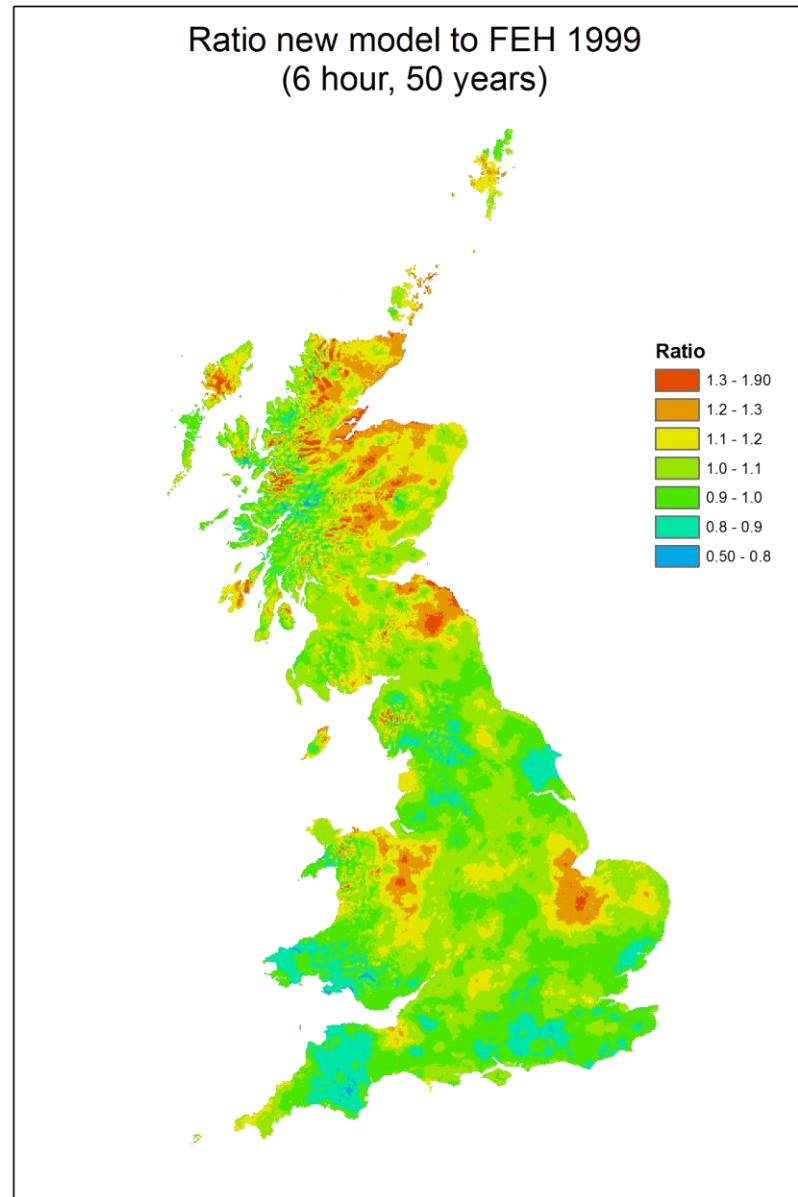 Ratio new model to FEH 1999
(6 hour, 50 years)
Ratio
1.3 - 1.90
1.2 - 1.3
1.1 - 1.2
1.0 - 1.1
0.9 - 1.0
0.8 - 0.9
0.50 - 0.8